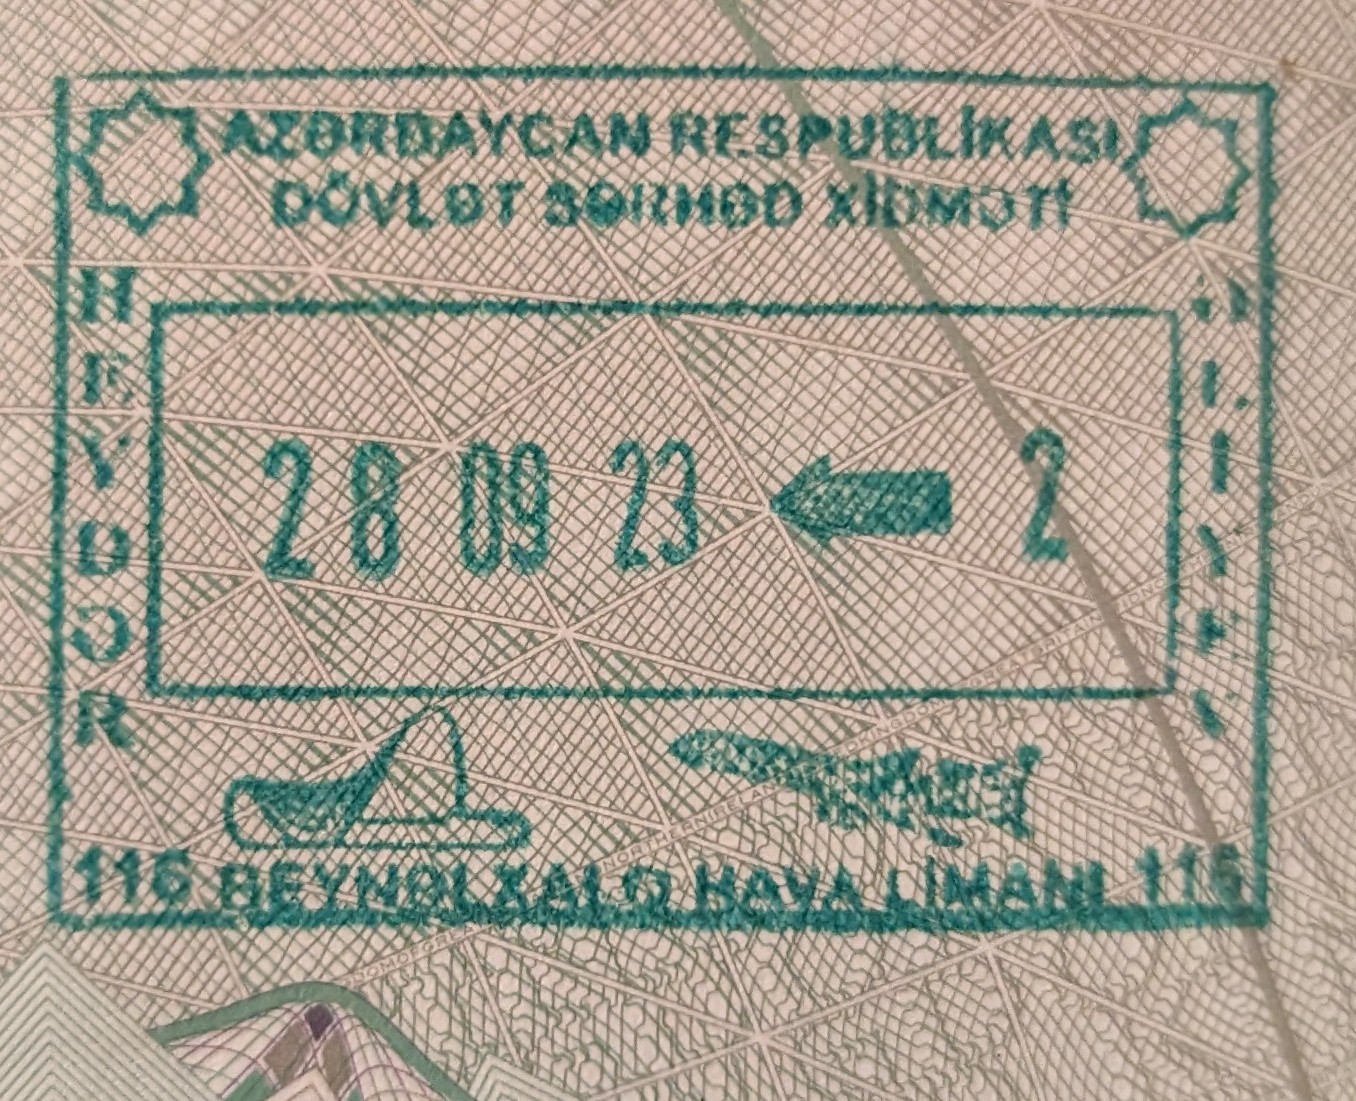 AZƏRBAYCAN RESPUBLİKASI
DÖVLƏT SƏRHƏD XİDMƏTİ
HEYDƏR
28 09 23 2
116 BEYNƏLXALQ HAVA LİMANI 116